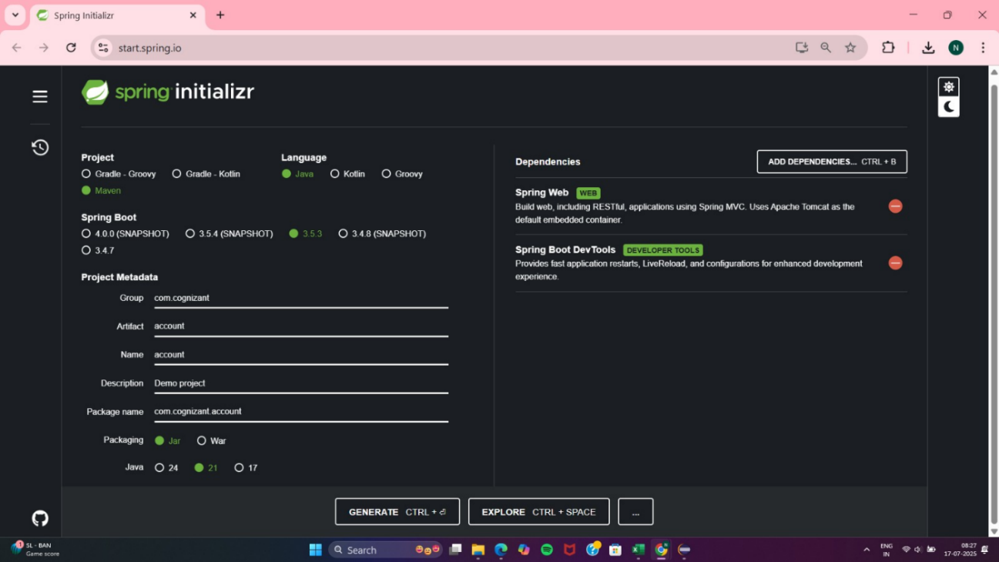 Spring Initializr
start.spring.io
N
spring initializr
Project
Gradle - Groovy Gradle - Kotlin
Maven
Language
Java Kotlin Groovy
Spring Boot
4.0.0 (SNAPSHOT) 3.5.4 (SNAPSHOT) 3.5.3 3.4.8 (SNAPSHOT)
3.4.7
Project Metadata
Group com.cognizant
Artifact account
Name account
Description Demo project
Package name com.cognizant.account
Packaging Jar War
Java 24 21 17
Dependencies
ADD DEPENDENCIES... CTRL + B
Spring Web WEB
Build web, including RESTful, applications using Spring MVC. Uses Apache Tomcat as the
default embedded container.
Spring Boot DevTools DEVELOPER TOOLS
Provides fast application restarts, LiveReload, and configurations for enhanced development
experience.
GENERATE CTRL + ⏎ EXPLORE CTRL + SPACE ...
1
SL - BAN
Game score
Search
ENG
IN
08:27
17-07-2025